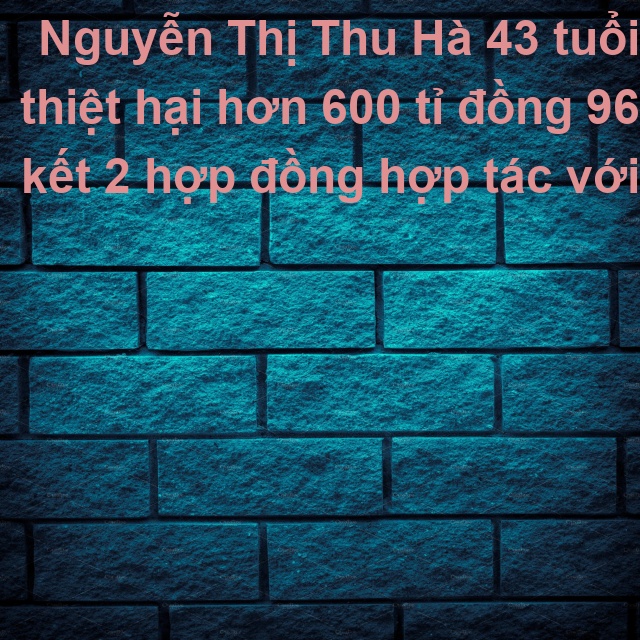 Nguyễn Thị Thu Hà 43 tuổi
thiệt hại hơn 600 tỉ đồng 96
kết 2 hợp đồng hợp tác với